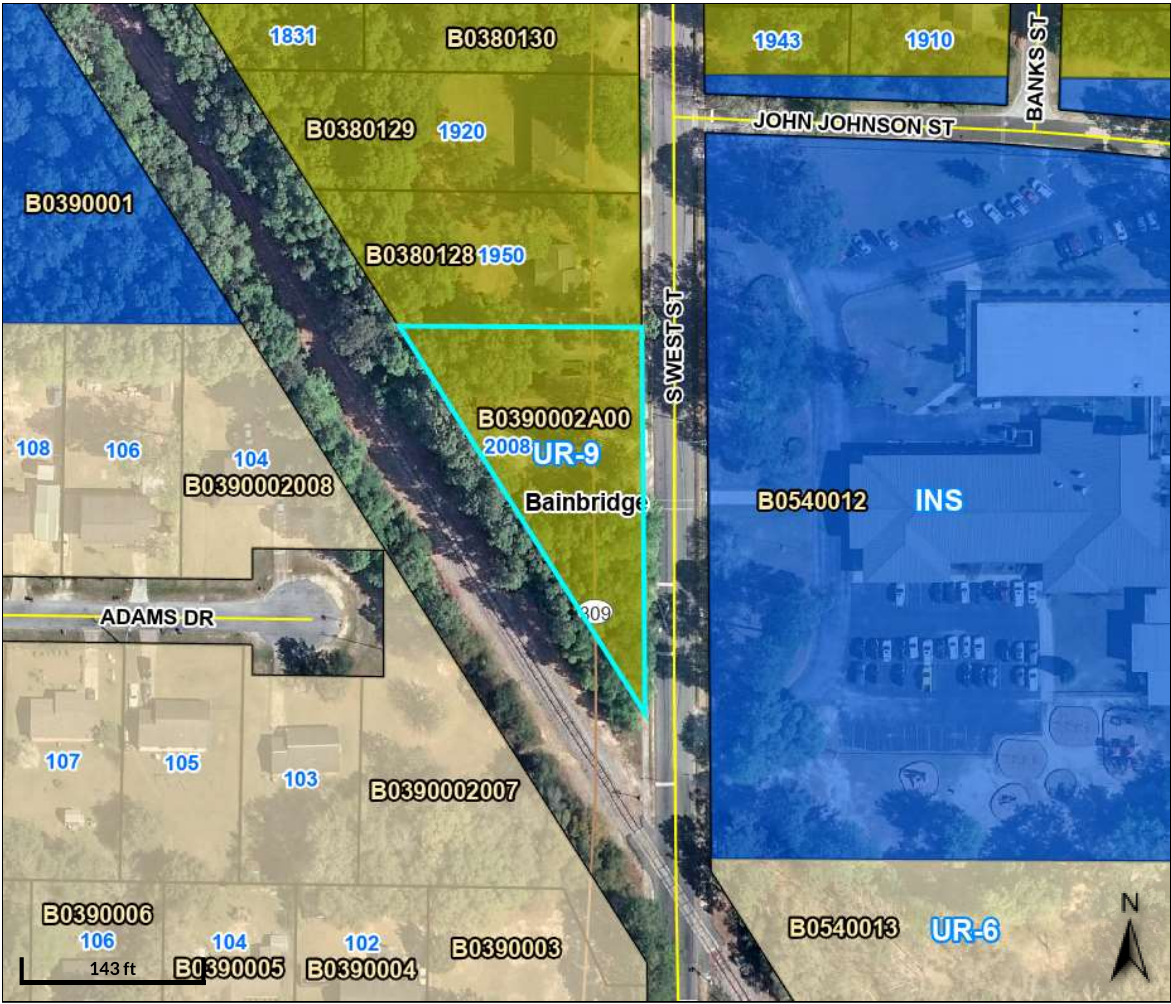 1831
B0380130
1943
1910
BANKS ST
B0380129
1920
JOHN JOHNSON ST
B0390001
B0380128
1950
S WEST ST
B0390002A00
2008
UR-9
Bainbridge
108
106
104
B0390002008
B0540012
INS
309
ADAMS DR
107
105
103
B0390002007
B0390006
106
104
B0390005
102
B0390004
B0390003
B0540013
UR-6
N
143 ft